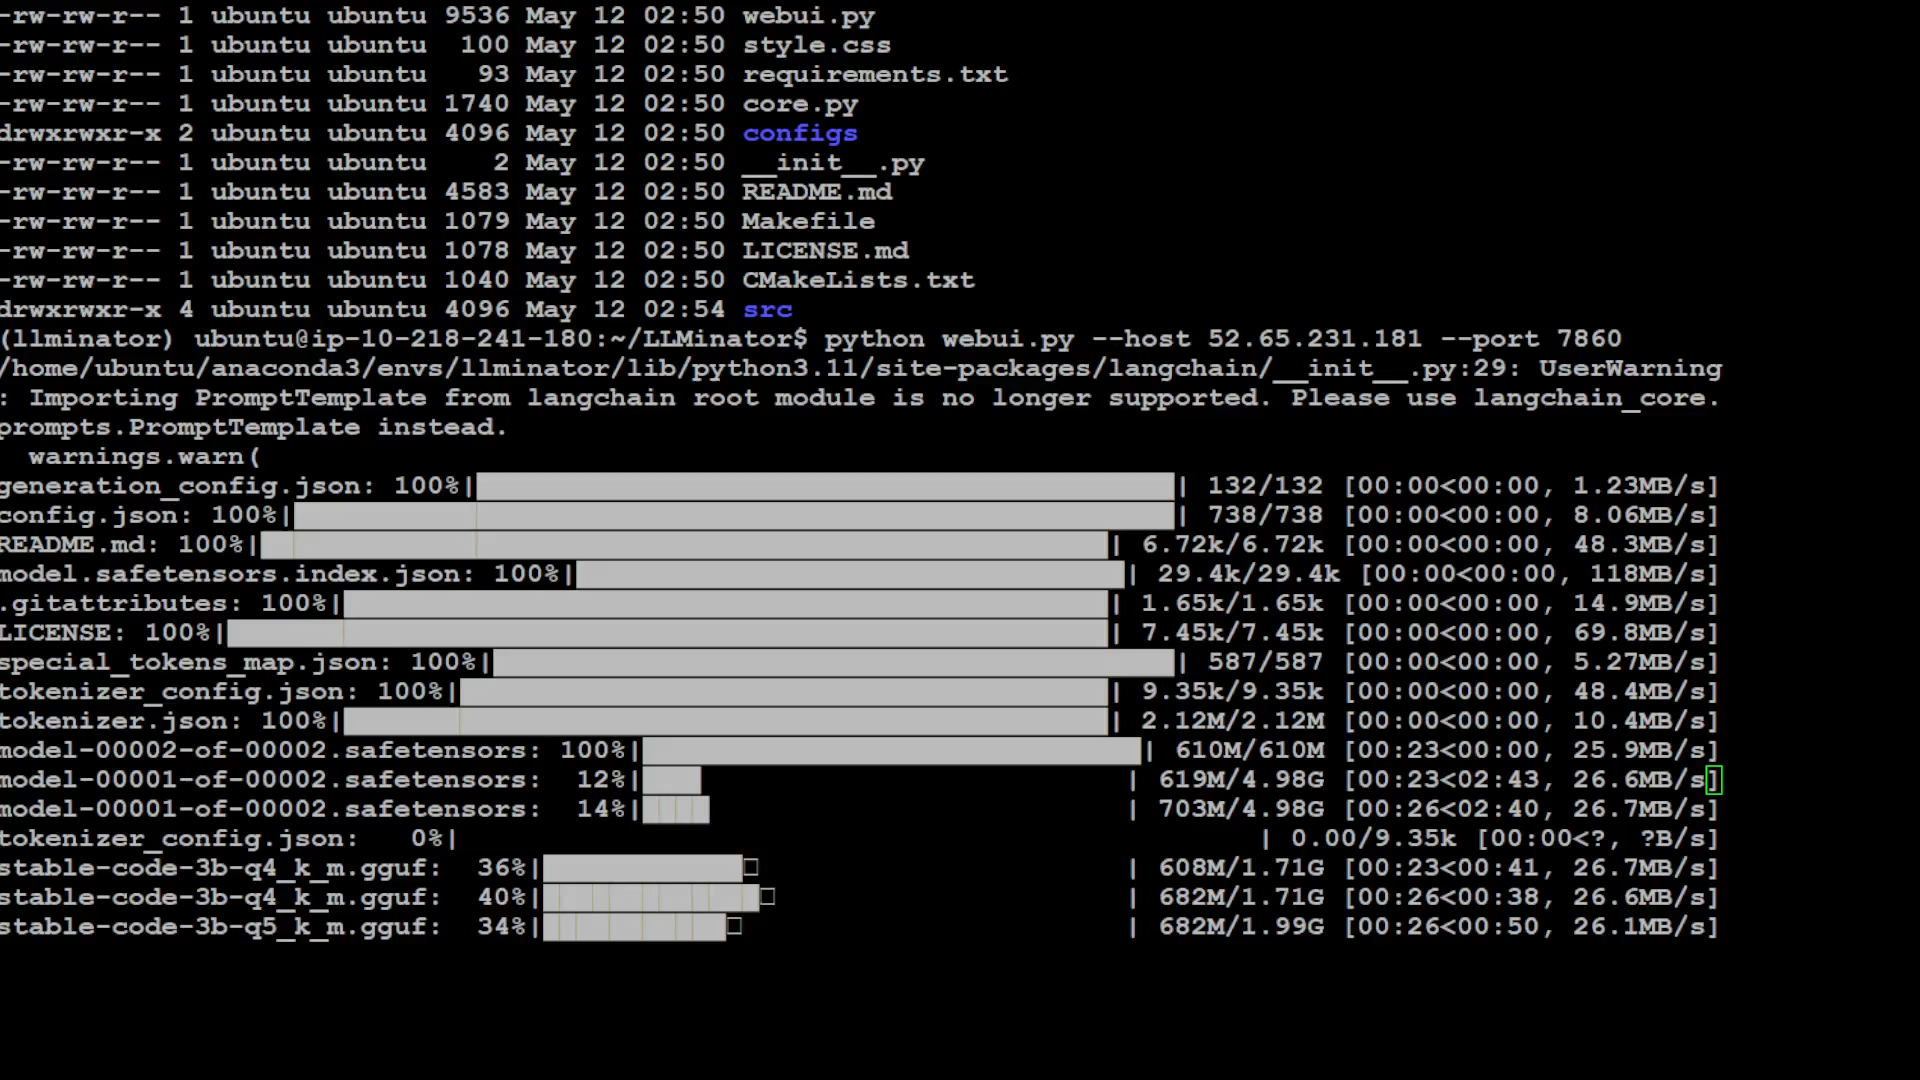 -rw-rw-r-- 1 ubuntu ubuntu 9536 May 12 02:50 webui.py
-rw-rw-r-- 1 ubuntu ubuntu  100 May 12 02:50 style.css
-rw-rw-r-- 1 ubuntu ubuntu   93 May 12 02:50 requirements.txt
-rw-rw-r-- 1 ubuntu ubuntu 1740 May 12 02:50 core.py
drwxrwxr-x 2 ubuntu ubuntu 4096 May 12 02:50 configs
-rw-rw-r-- 1 ubuntu ubuntu    2 May 12 02:50 __init__.py
-rw-rw-r-- 1 ubuntu ubuntu 4583 May 12 02:50 README.md
-rw-rw-r-- 1 ubuntu ubuntu 1079 May 12 02:50 Makefile
-rw-rw-r-- 1 ubuntu ubuntu 1078 May 12 02:50 LICENSE.md
-rw-rw-r-- 1 ubuntu ubuntu 1040 May 12 02:50 CMakeLists.txt
drwxrwxr-x 4 ubuntu ubuntu 4096 May 12 02:54 src
(llminator) ubuntu@ip-10-218-241-180:~/LLMinator$ python webui.py --host 52.65.231.181 --port 7860
/home/ubuntu/anaconda3/envs/llminator/lib/python3.11/site-packages/langchain/__init__.py:29: UserWarning
: Importing PromptTemplate from langchain root module is no longer supported. Please use langchain_core.
prompts.PromptTemplate instead.
  warnings.warn(
generation_config.json: 100%| | 132/132 [00:00<00:00, 1.23MB/s]
config.json: 100%| | 738/738 [00:00<00:00, 8.06MB/s]
README.md: 100%| | 6.72k/6.72k [00:00<00:00, 48.3MB/s]
model.safetensors.index.json: 100%| | 29.4k/29.4k [00:00<00:00, 118MB/s]
.gitattributes: 100%| | 1.65k/1.65k [00:00<00:00, 14.9MB/s]
LICENSE: 100%| | 7.45k/7.45k [00:00<00:00, 69.8MB/s]
special_tokens_map.json: 100%| | 587/587 [00:00<00:00, 5.27MB/s]
tokenizer_config.json: 100%| | 9.35k/9.35k [00:00<00:00, 48.4MB/s]
tokenizer.json: 100%| | 2.12M/2.12M [00:00<00:00, 10.4MB/s]
model-00002-of-00002.safetensors: 100%| | 610M/610M [00:23<00:00, 25.9MB/s]
model-00001-of-00002.safetensors:  12%| | 619M/4.98G [00:23<02:43, 26.6MB/s]
model-00001-of-00002.safetensors:  14%| | 703M/4.98G [00:26<02:40, 26.7MB/s]
tokenizer_config.json:   0%| | 0.00/9.35k [00:00<?, ?B/s]
stable-code-3b-q4_k_m.gguf:  36%| | 608M/1.71G [00:23<00:41, 26.7MB/s]
stable-code-3b-q4_k_m.gguf:  40%| | 682M/1.71G [00:26<00:38, 26.6MB/s]
stable-code-3b-q5_k_m.gguf:  34%| | 682M/1.99G [00:26<00:50, 26.1MB/s]